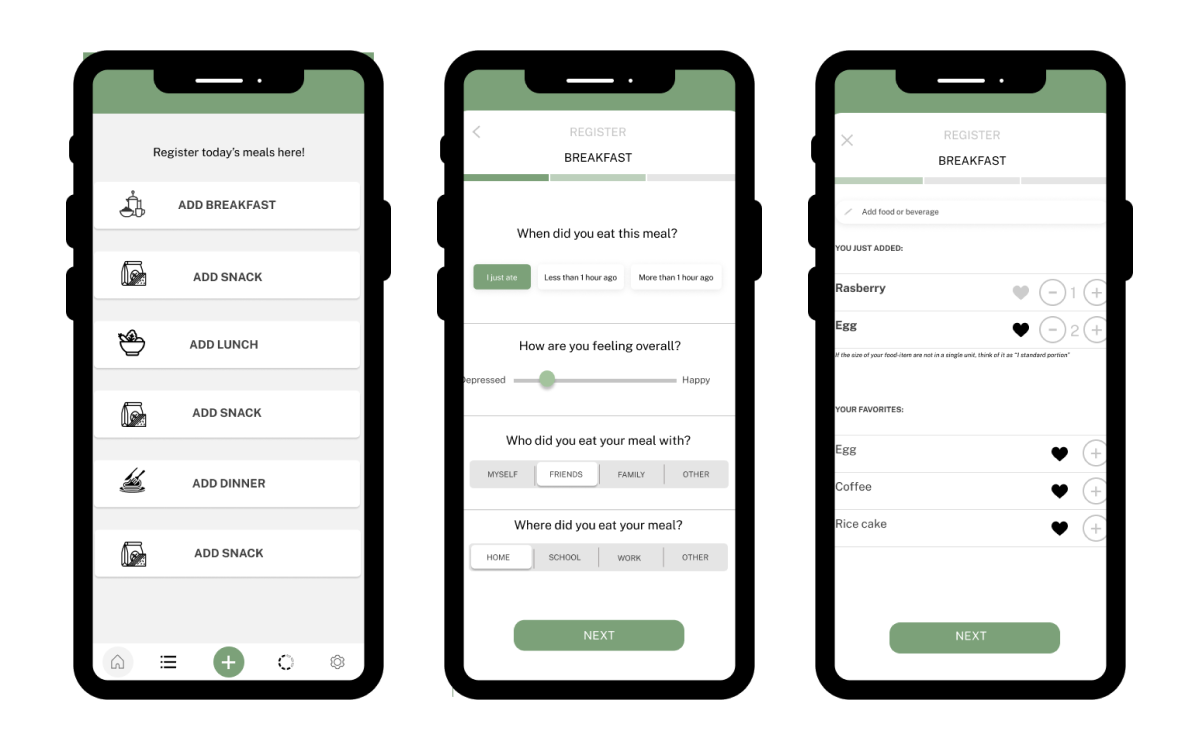 Register today's meals here!
ADD BREAKFAST
ADD SNACK
ADD LUNCH
ADD SNACK
ADD DINNER
ADD SNACK
REGISTER
BREAKFAST
When did you eat this meal?
I just ate
Less than 1 hour ago
More than 1 hour ago
How are you feeling overall?
epressed
Happy
Who did you eat your meal with?
MYSELF
FRIENDS
FAMILY
OTHER
Where did you eat your meal?
HOME
SCHOOL
WORK
OTHER
NEXT
REGISTER
BREAKFAST
Add food or beverage
YOU JUST ADDED:
Rasberry
1
Egg
2
If the size of your food-item are not in a single unit, think of it as "1 standard portion"
YOUR FAVORITES:
Egg
Coffee
Rice cake
NEXT